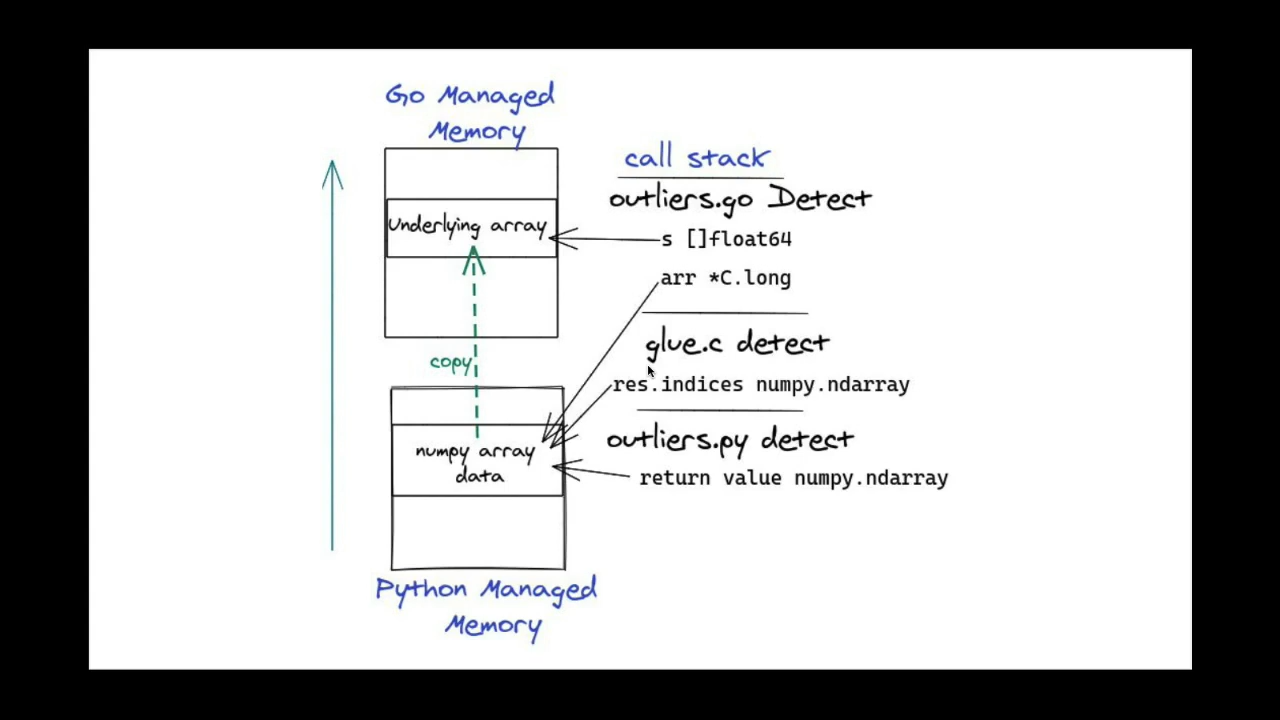 Go Managed
Memory
Underlying array
copy
numpy array
data
Python Managed
Memory
call stack
outliers.go Detect
s []float64
arr *C.long
glue.c detect
res.indices numpy.ndarray
outliers.py detect
return value numpy.ndarray